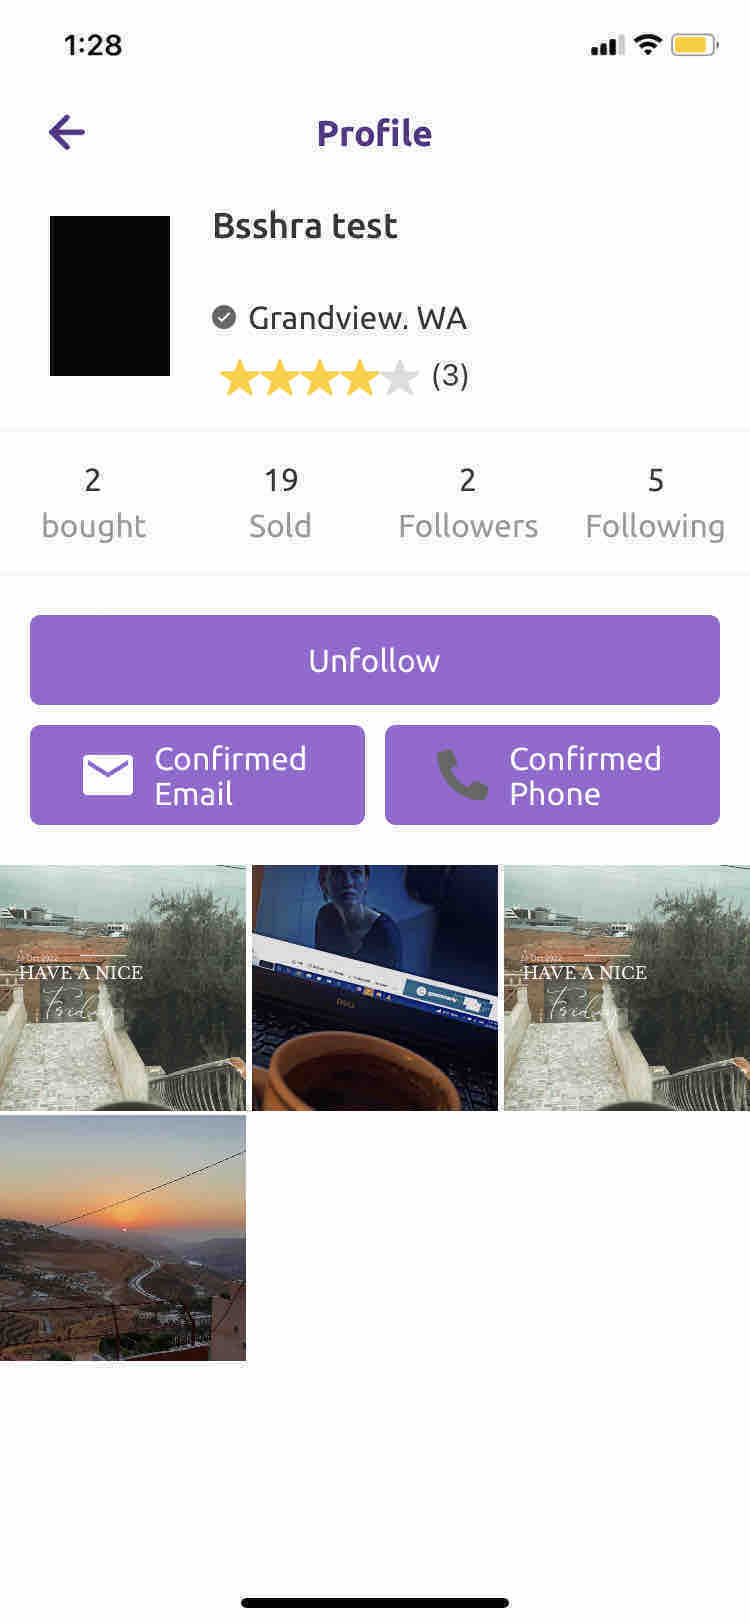 1:28
Profile
Bsshra test
Grandview. WA
(3)
2
19
2
5
bought
Sold
Followers
Following
Unfollow
Confirmed
Email
Confirmed
Phone
HAVE A NICE
Friday
DELL
HAVE A NICE
Friday